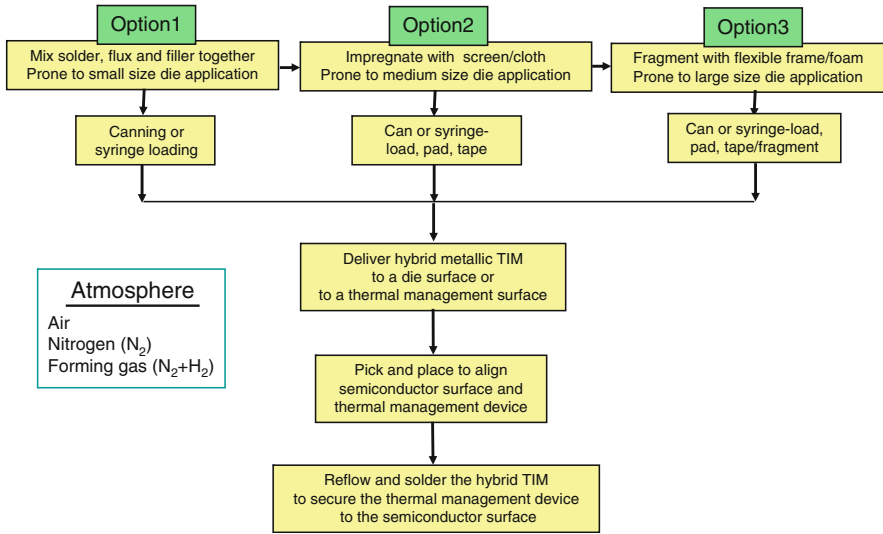 Option1
Mix solder, flux and filler together
Prone to small size die application
Option2
Impregnate with screen/cloth
Prone to medium size die application
Option3
Fragment with flexible frame/foam
Prone to large size die application
Canning or
syringe loading
Can or syringe-
load, pad, tape
Can or syringe-load,
pad, tape/fragment
Deliver hybrid metallic TIM
to a die surface or
to a thermal management surface
Atmosphere
Air
Nitrogen (N₂)
Forming gas (N₂+H₂)
Pick and place to align
semiconductor surface and
thermal management device
Reflow and solder the hybrid TIM
to secure the thermal management device
to the semiconductor surface